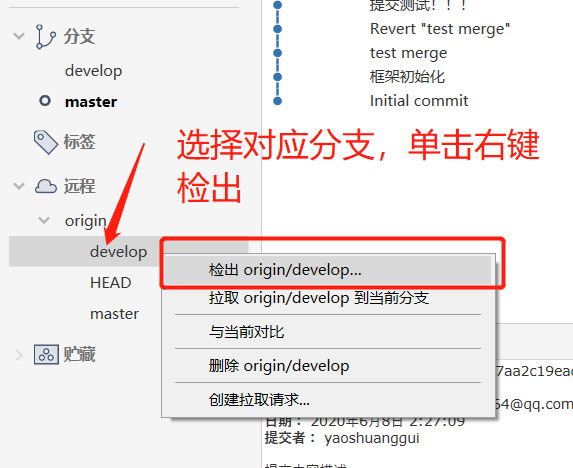 分支
develop
master
标签
远程
origin
develop
HEAD
master
贮藏
提交测试！！！
Revert "test merge"
test merge
框架初始化
Initial commit
选择对应分支，单击右键
检出
检出 origin/develop...
拉取 origin/develop 到当前分支
与当前对比
删除 origin/develop
创建拉取请求...
7aa2c19ead
64@qq.com
日期： 2020年6月8日 2:27:09
提交者： yaoshuanggui